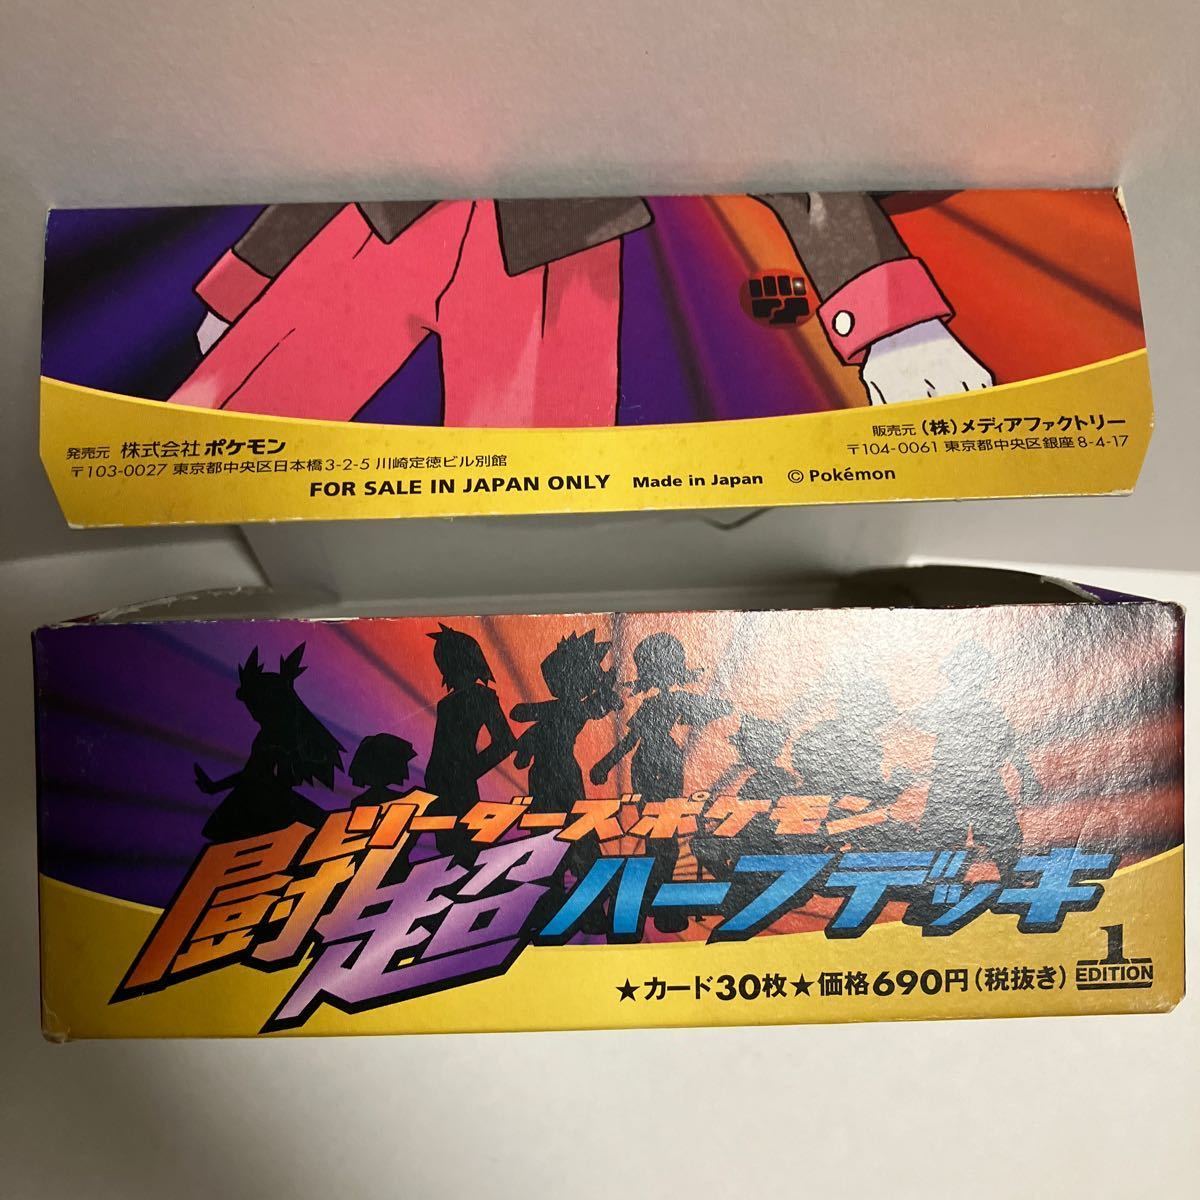 発売元 株式会社 ポケモン
〒103-0027 東京都中央区日本橋3-2-5 川崎定徳ビル別館
販売元 (株)メディアファクトリー
〒104-0061 東京都中央区銀座8-4-17
FOR SALE IN JAPAN ONLY Made in Japan © Pokémon
リーダーズポケモン
闘超ハーフデッキ
★カード30枚★価格690円(税抜き)
1 EDITION